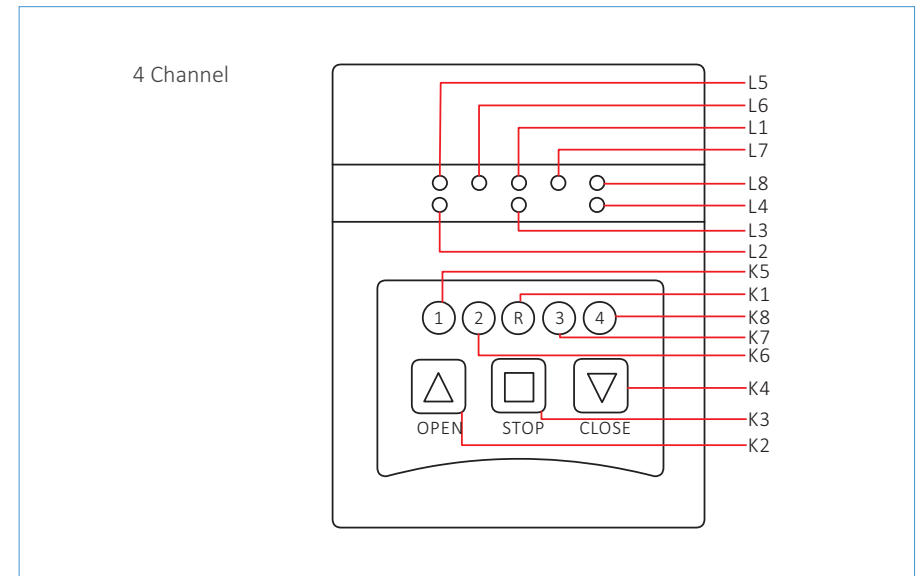 4 Channel
L5
L6
L1
L7
L8
L4
L3
L2
K5
K1
K8
K7
K6
K4
K3
K2
1 2 R 3 4
OPEN STOP CLOSE